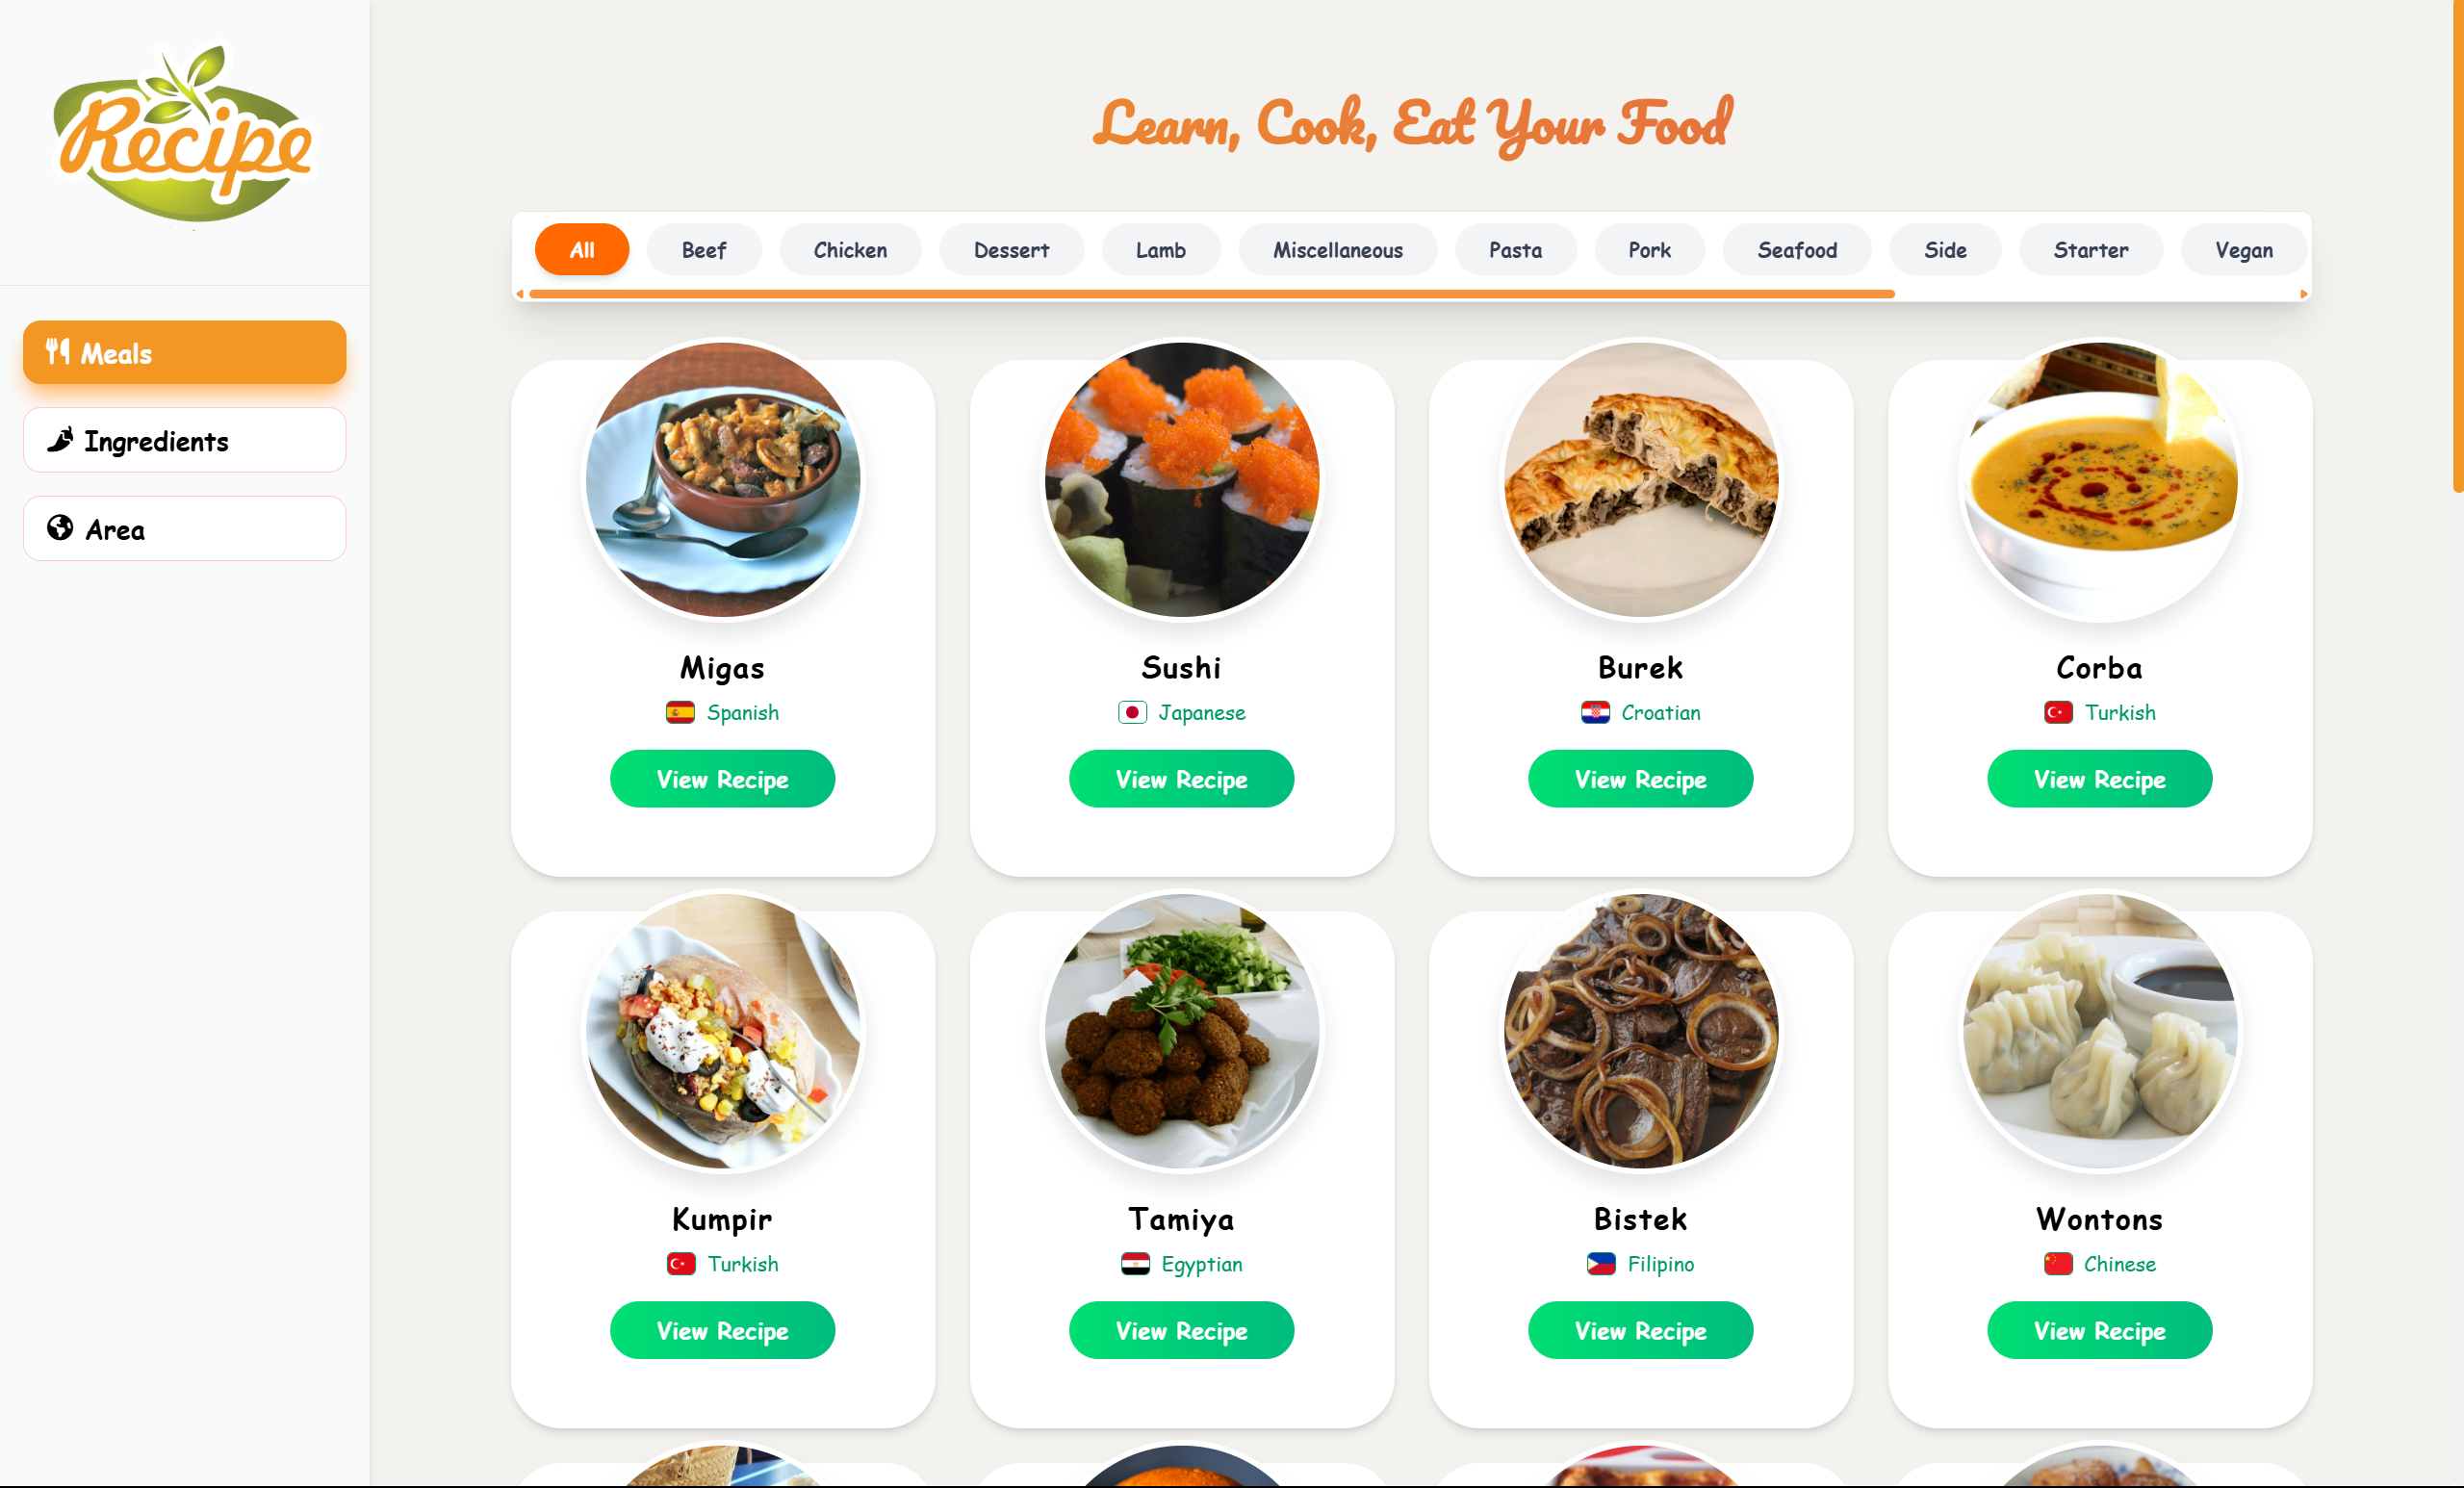 Recipe
Meals
Ingredients
Area
Learn, Cook, Eat Your Food
All Beef Chicken Dessert Lamb Miscellaneous Pasta Pork Seafood Side Starter Vegan
Migas
Spanish
View Recipe
Sushi
Japanese
View Recipe
Burek
Croatian
View Recipe
Corba
Turkish
View Recipe
Kumpir
Turkish
View Recipe
Tamiya
Egyptian
View Recipe
Bistek
Filipino
View Recipe
Wontons
Chinese
View Recipe